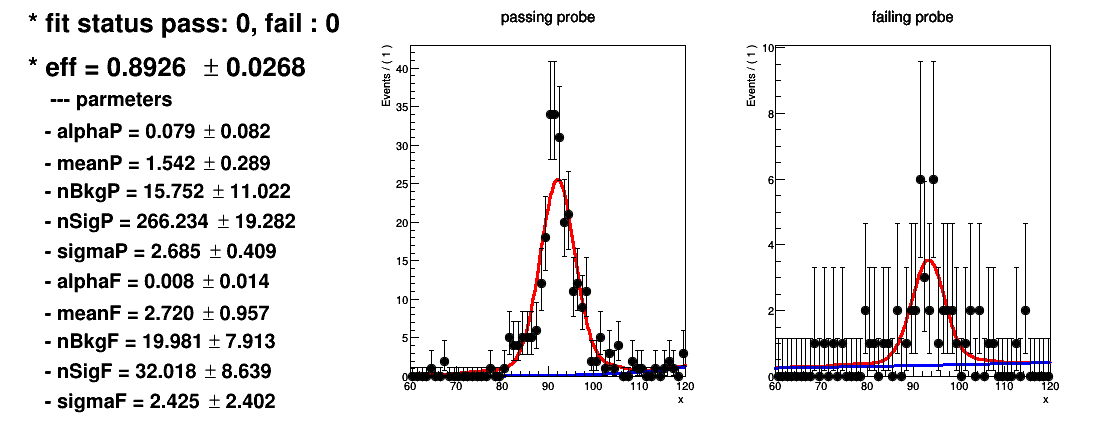 * fit status pass: 0, fail : 0
* eff = 0.8926 ± 0.0268
--- parmeters
- alphaP = 0.079 ± 0.082
- meanP = 1.542 ± 0.289
- nBkgP = 15.752 ± 11.022
- nSigP = 266.234 ± 19.282
- sigmaP = 2.685 ± 0.409
- alphaF = 0.008 ± 0.014
- meanF = 2.720 ± 0.957
- nBkgF = 19.981 ± 7.913
- nSigF = 32.018 ± 8.639
- sigmaF = 2.425 ± 2.402
passing probe
Events / ( 1 )
40
35
30
25
20
15
10
5
0
60 70 80 90 100 110 120
x
failing probe
Events / ( 1 )
10
8
6
4
2
0
60 70 80 90 100 110 120
x